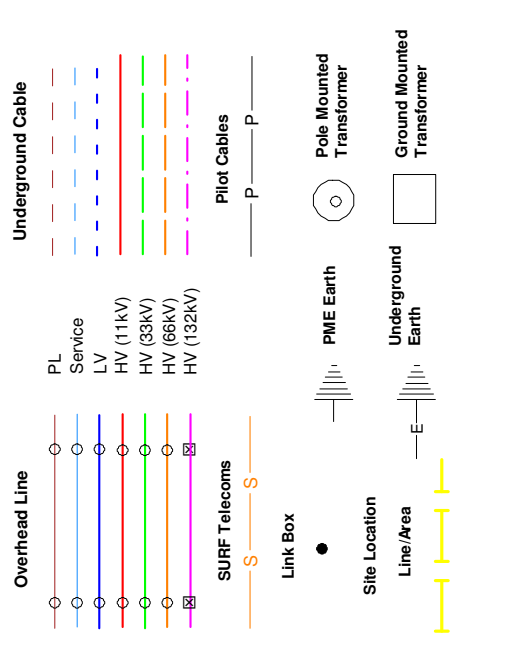 Overhead Line
Underground Cable
PL
Service
LV
HV (11kV)
HV (33kV)
HV (66kV)
HV (132kV)
SURF Telecoms
S S
Pilot Cables
P P
Link Box
PME Earth
Pole Mounted
Transformer
Site Location
Line/Area
E
Underground
Earth
Ground Mounted
Transformer